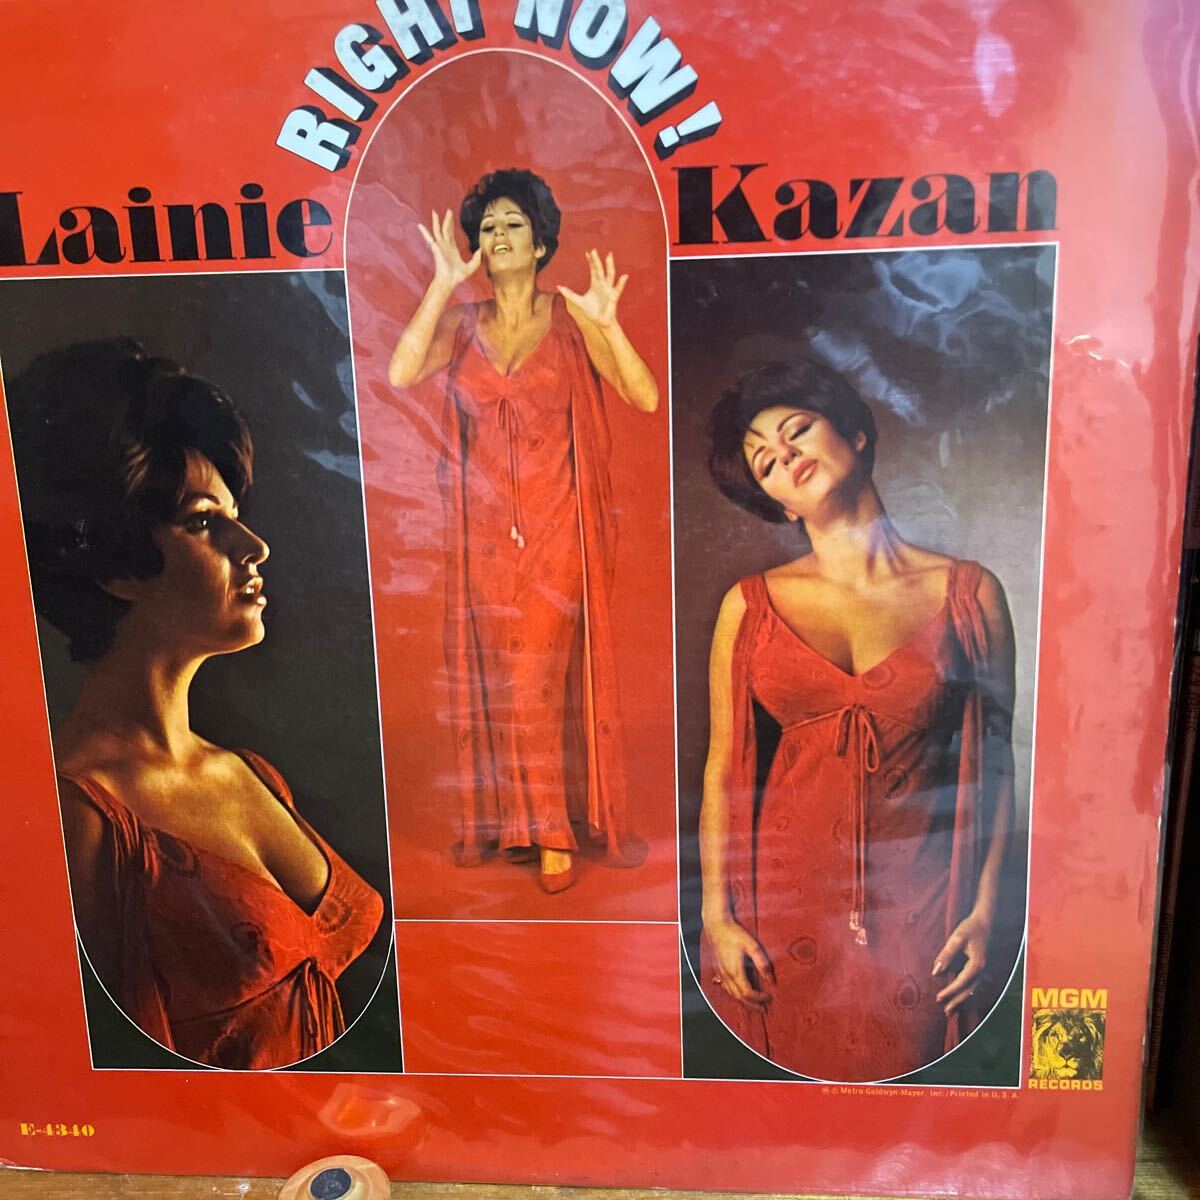 RIGHT NOW!
Lainie Kazan
MGM
RECORDS
℗ © Metro-Goldwyn-Mayer, Inc./Printed in U.S.A.
E-4340